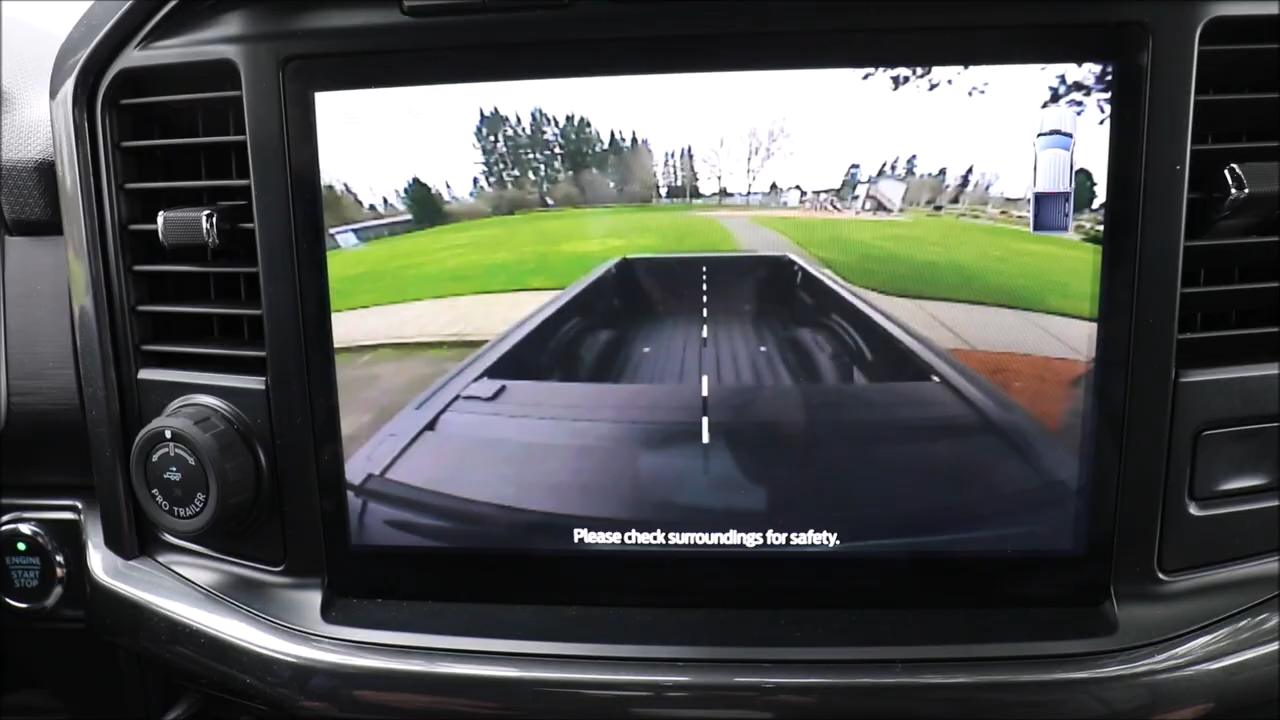 Please check surroundings for safety.
PRO TRAILER
ENGINE
START
STOP